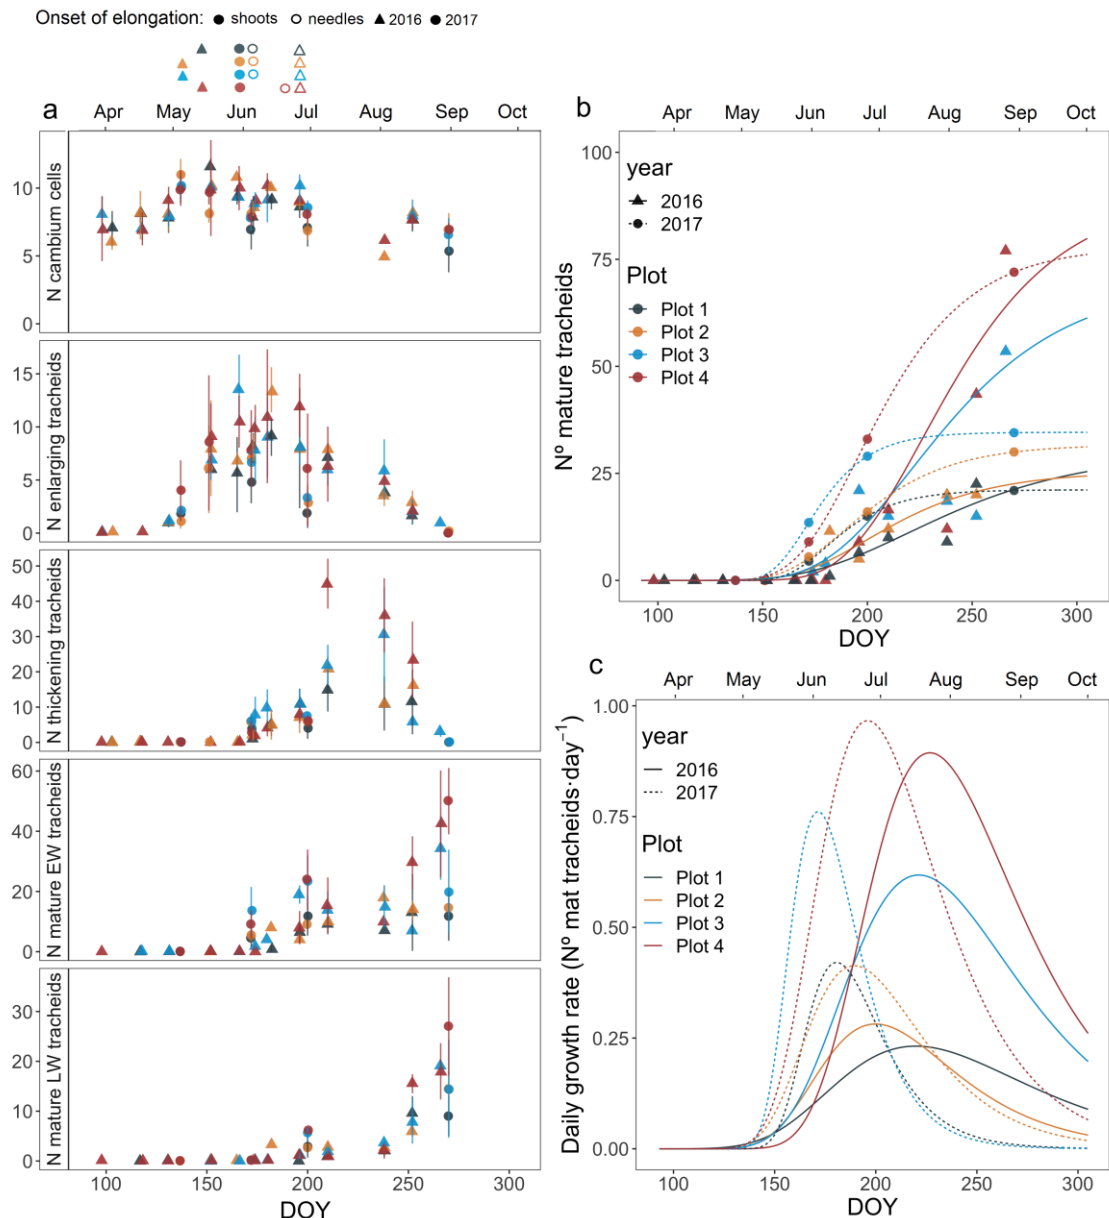 Onset of elongation: shoots needles 2016 2017
a
Apr May Jun Jul Aug Sep Oct
N cambium cells
10
5
0
N enlarging tracheids
15
10
5
0
N thickening tracheids
50
40
30
20
10
0
N mature EW tracheids
60
40
20
0
N mature LW tracheids
30
20
10
0
100 150 200 250 300
DOY
b
Apr May Jun Jul Aug Sep Oct
Nº mature tracheids
100
75
50
25
0
year
2016
2017
Plot
Plot 1
Plot 2
Plot 3
Plot 4
100 150 200 250 300
DOY
c
Apr May Jun Jul Aug Sep Oct
Daily growth rate (Nº mat tracheids·day⁻¹)
1.00
0.75
0.50
0.25
0.00
year
2016
2017
Plot
Plot 1
Plot 2
Plot 3
Plot 4
100 150 200 250 300
DOY